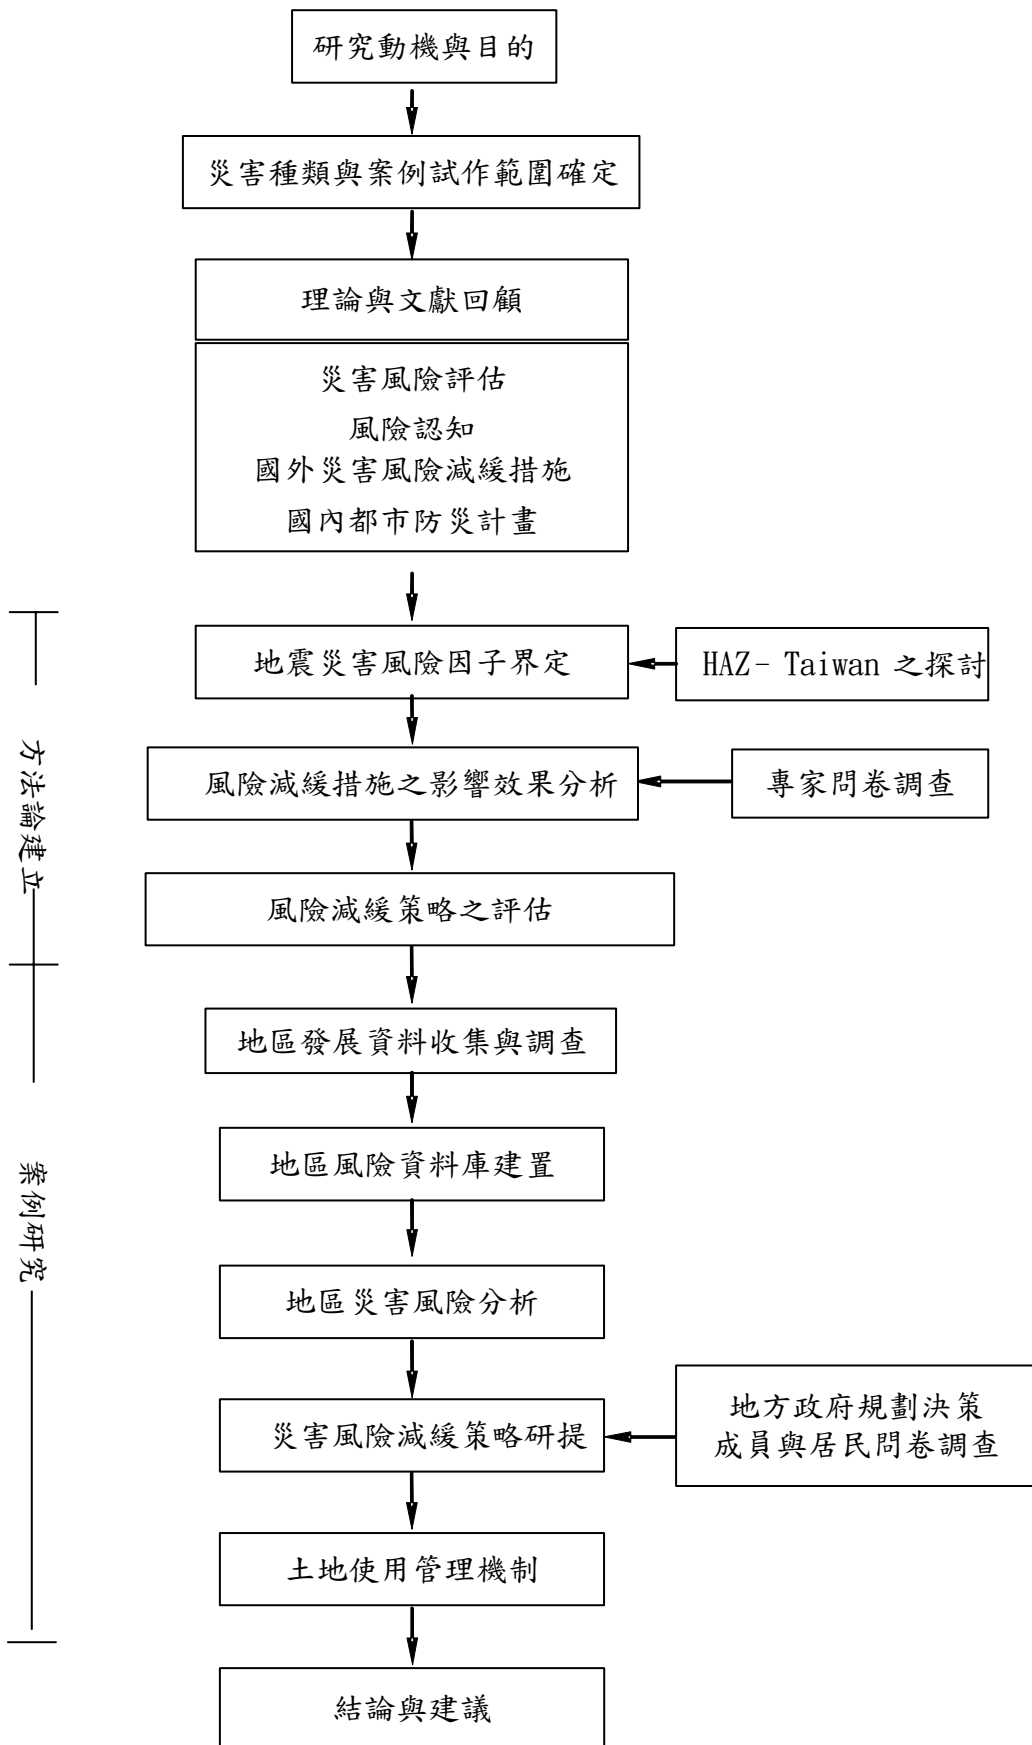 研究動機與目的
災害種類與案例試作範圍確定
理論與文獻回顧
災害風險評估
風險認知
國外災害風險減緩措施
國內都市防災計畫
方法論建立
地震災害風險因子界定
HAZ- Taiwan 之探討
風險減緩措施之影響效果分析
專家問卷調查
風險減緩策略之評估
案例研究
地區發展資料收集與調查
地區風險資料庫建置
地區災害風險分析
災害風險減緩策略研提
地方政府規劃決策
成員與居民問卷調查
土地使用管理機制
結論與建議